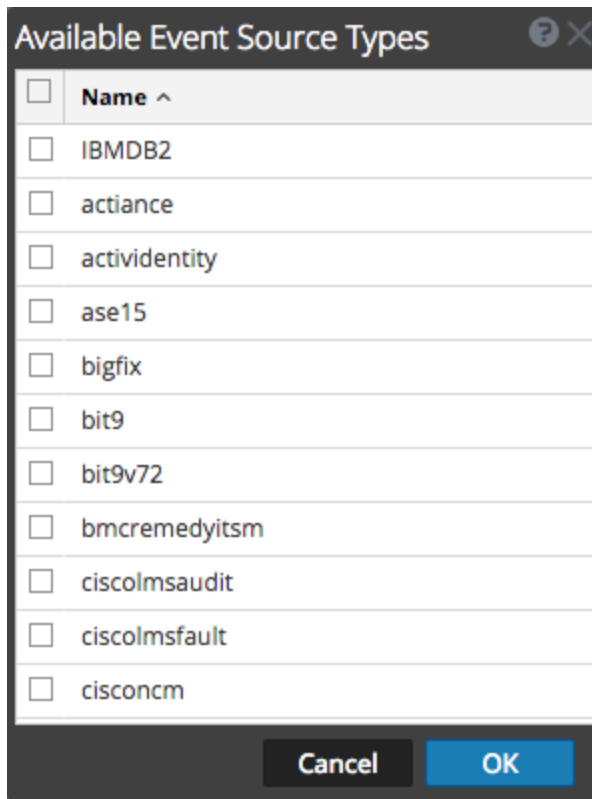 Available Event Source Types
Name
IBMDB2
actiance
actividentity
ase15
bigfix
bit9
bit9v72
bmcremedyitsm
ciscolmsaudit
ciscolmsfault
cisconcm
Cancel OK